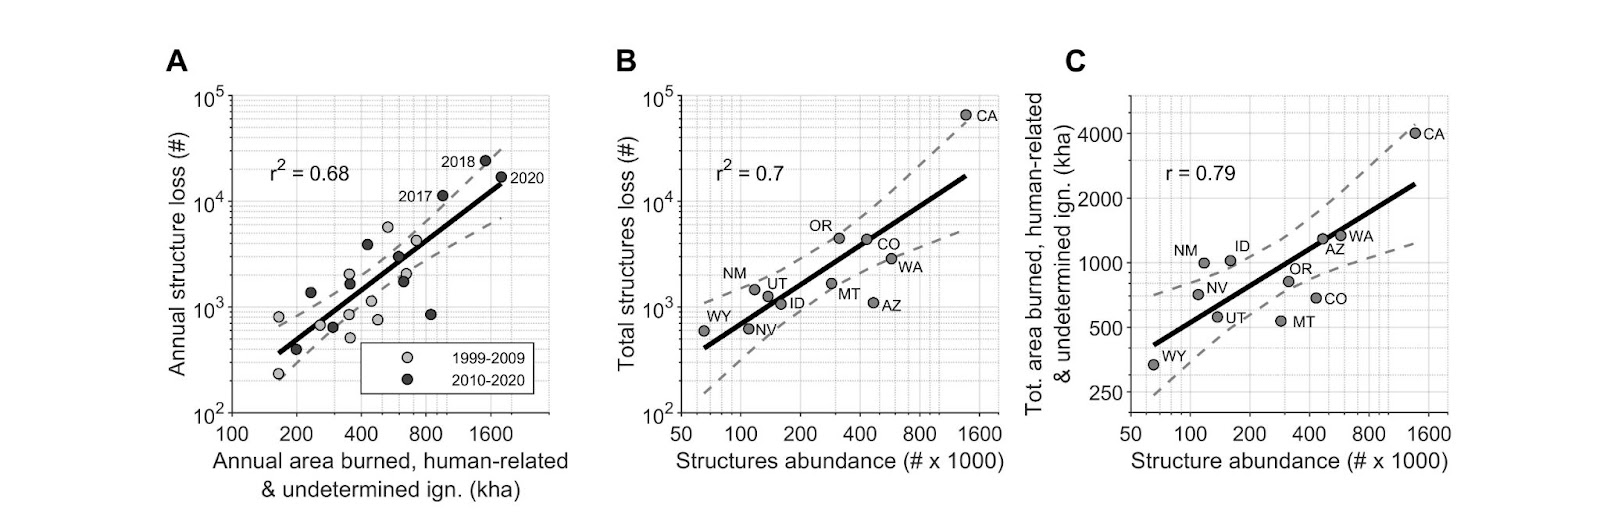 A
Annual structure loss (#)
10^5
10^4
10^3
10^2
r^2 = 0.68
2018
2020
2017
1999-2009
2010-2020
100 200 400 800 1600
Annual area burned, human-related
& undetermined ign. (kha)
B
Total structures loss (#)
10^5
10^4
10^3
10^2
r^2 = 0.7
CA
OR
CO
WA
NM
UT
ID
MT
AZ
WY
NV
50 100 200 400 800 1600
Structures abundance (# x 1000)
C
Tot. area burned, human-related
& undetermined ign. (kha)
4000
2000
1000
500
250
r = 0.79
CA
WA
AZ
NM
ID
OR
NV
CO
UT
MT
WY
50 100 200 400 800 1600
Structure abundance (# x 1000)